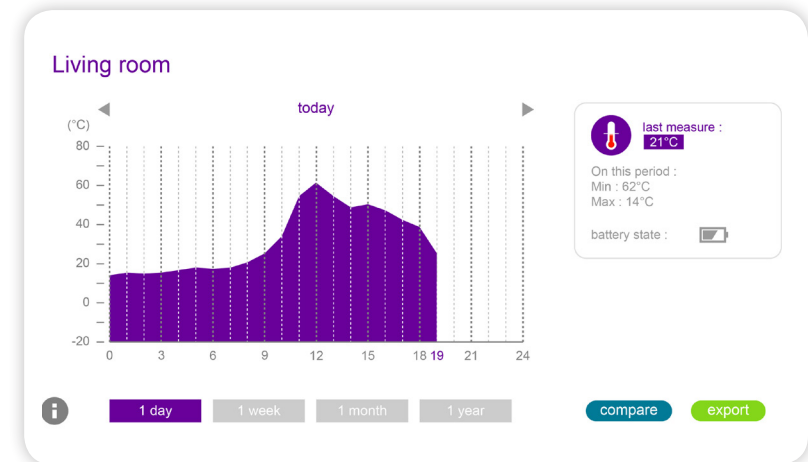 Living room
today
(°C)
80
60
40
20
0
-20
0 3 6 9 12 15 18 19 21 24
last measure :
21°C
On this period :
Min : 62°C
Max : 14°C
battery state :
i
1 day 1 week 1 month 1 year
compare export